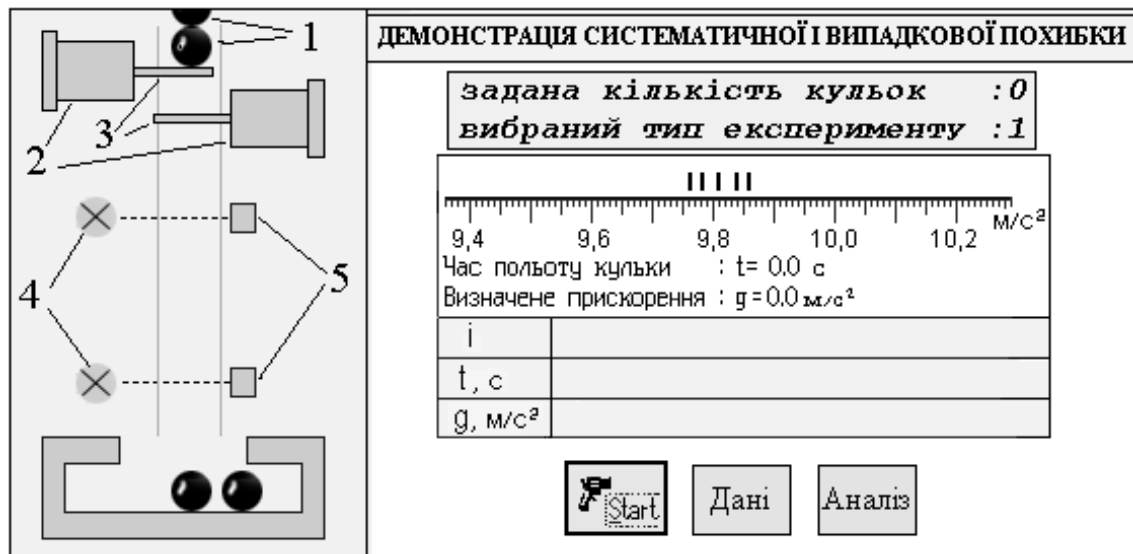 1
2
3
4
5
ДЕМОНСТРАЦІЯ СИСТЕМАТИЧНОЇ І ВИПАДКОВОЇ ПОХИБКИ
задана кількість кульок :0
вибраний тип експерименту :1
9,4 9,6 9,8 10,0 10,2 м/с²
Час польоту кульки : t= 0.0 с
Визначене прискорення : g=0.0 м/с²
i
t, с
g, м/с²
Start
Дані
Аналіз